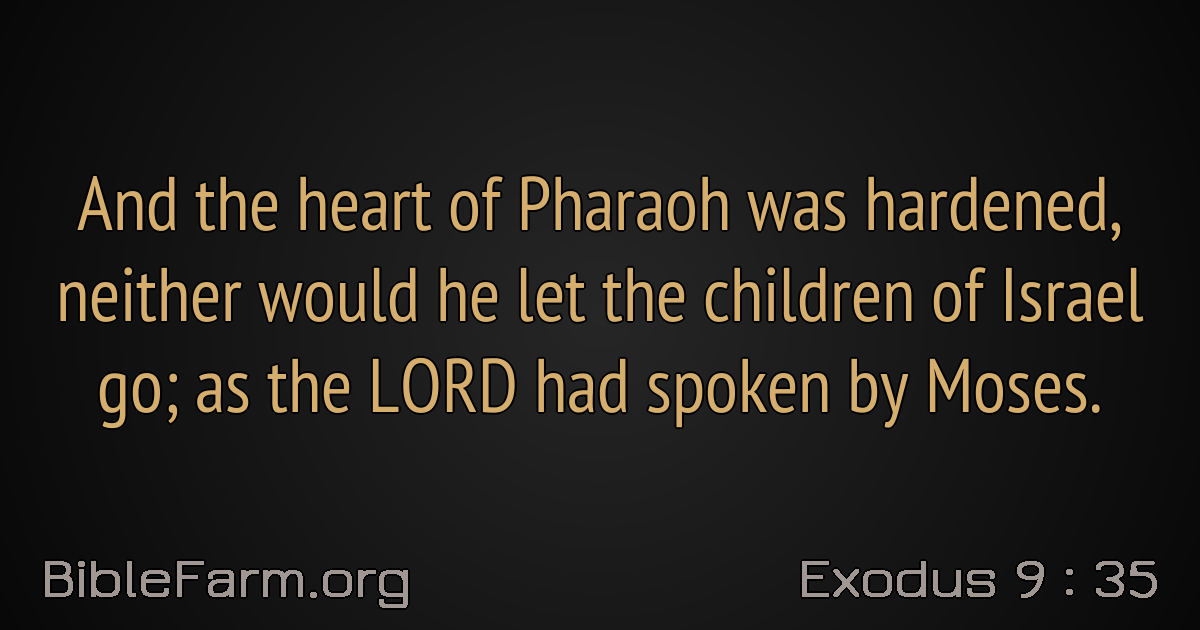 And the heart of Pharaoh was hardened,
neither would he let the children of Israel
go; as the LORD had spoken by Moses.
BibleFarm.org
Exodus 9 : 35